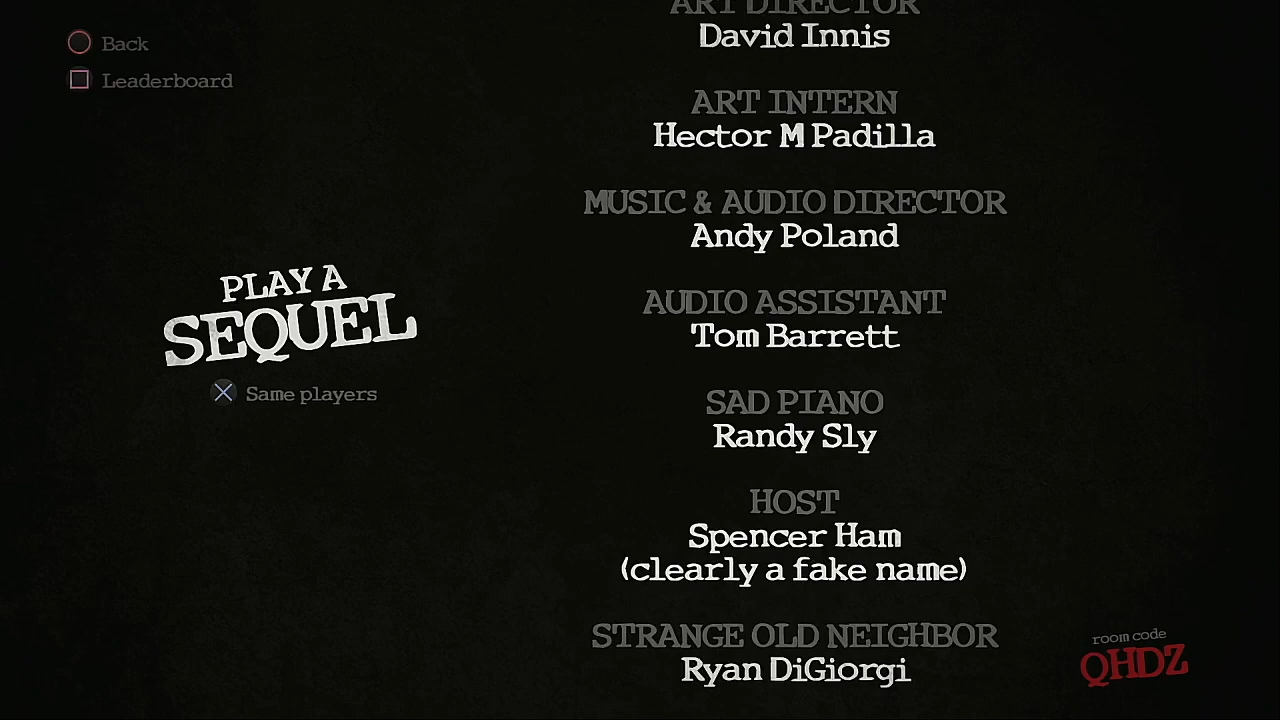 Back
Leaderboard
PLAY A
SEQUEL
Same players
ART DIRECTOR
David Innis
ART INTERN
Hector M Padilla
MUSIC & AUDIO DIRECTOR
Andy Poland
AUDIO ASSISTANT
Tom Barrett
SAD PIANO
Randy Sly
HOST
Spencer Ham
(clearly a fake name)
STRANGE OLD NEIGHBOR
Ryan DiGiorgi
room code
QHDZ